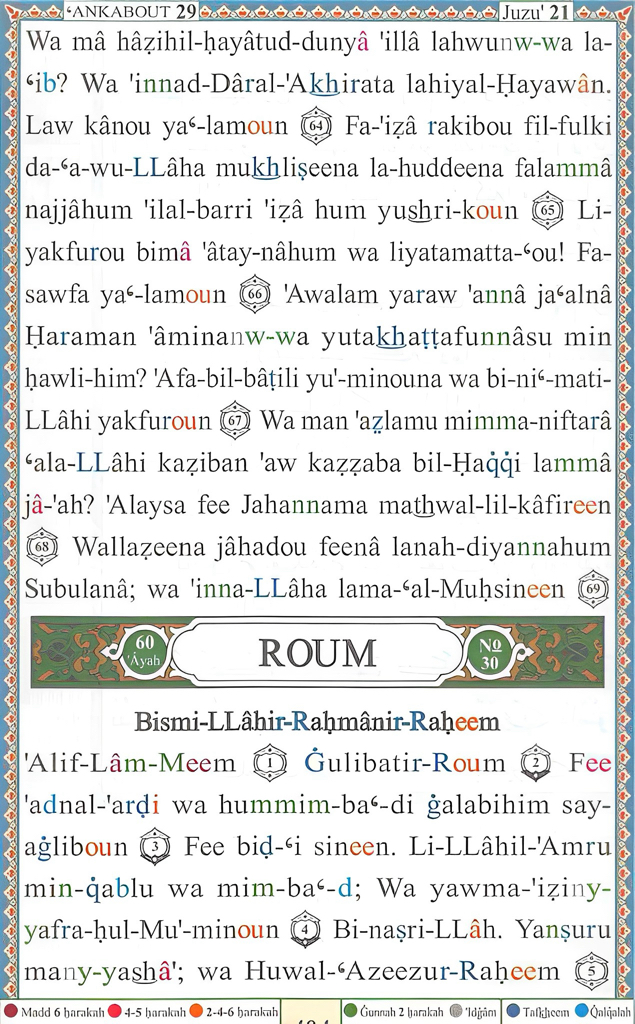 ʻANKABOUT 29 Juzu' 21
Wa mâ hâẓihil-ḥayâtud-dunyâ 'illâ lahwunw-wa la-
ʻib? Wa 'innad-Dâral-'Akhirata lahiyal-Ḥayawân.
Law kânou yaʻ-lamoun 64 Fa-'iẓâ rakibou fil-fulki
da-ʻa-wu-LLâha mukhliṣeena la-huddeena falammâ
najjâhum 'ilal-barri 'iẓâ hum yushri-koun 65 Li-
yakfurou bimâ 'âtay-nâhum wa liyatamatta-ʻou! Fa-
sawfa yaʻ-lamoun 66 'Awalam yaraw 'annâ jaʻalnâ
Ḥaraman 'âminanw-wa yutakhaṭṭafunnâsu min
ḥawli-him? 'Afa-bil-bâṭili yu'-minouna wa bi-niʻ-mati-
LLâhi yakfuroun 67 Wa man 'aẓlamu mimma-niftarâ
ʻala-LLâhi kaẓiban 'aw kaẓẓaba bil-Ḥaq̇q̇i lammâ
jâ-'ah? 'Alaysa fee Jahannama mathwal-lil-kâfireen
68 Wallaẓeena jâhadou feenâ lanah-diyannahum
Subulanâ; wa 'inna-LLâha lama-ʻal-Muḥsineen 69
60 'Âyah ROUM No 30
Bismi-LLâhir-Raḥmânir-Raḥeem
'Alif-Lâm-Meem 1 Ġulibatir-Roum 2 Fee
'adnal-'arḍi wa hummim-baʻ-di ġalabihim say-
aġliboun 3 Fee biḍ-ʻi sineen. Li-LLâhil-'Amru
min-q̇ablu wa mim-baʻ-d; Wa yawma-'iziny-
yafra-ḥul-Mu'-minoun 4 Bi-naṣri-LLâh. Yanṣuru
many-yashâ'; wa Huwal-ʻAzeezur-Raḥeem 5
Madd 6 ḥarakah 4-5 ḥarakah 2-4-6 ḥarakah Ġunnah 2 ḥarakah 'Idġâm Tafkheem Qalqalah